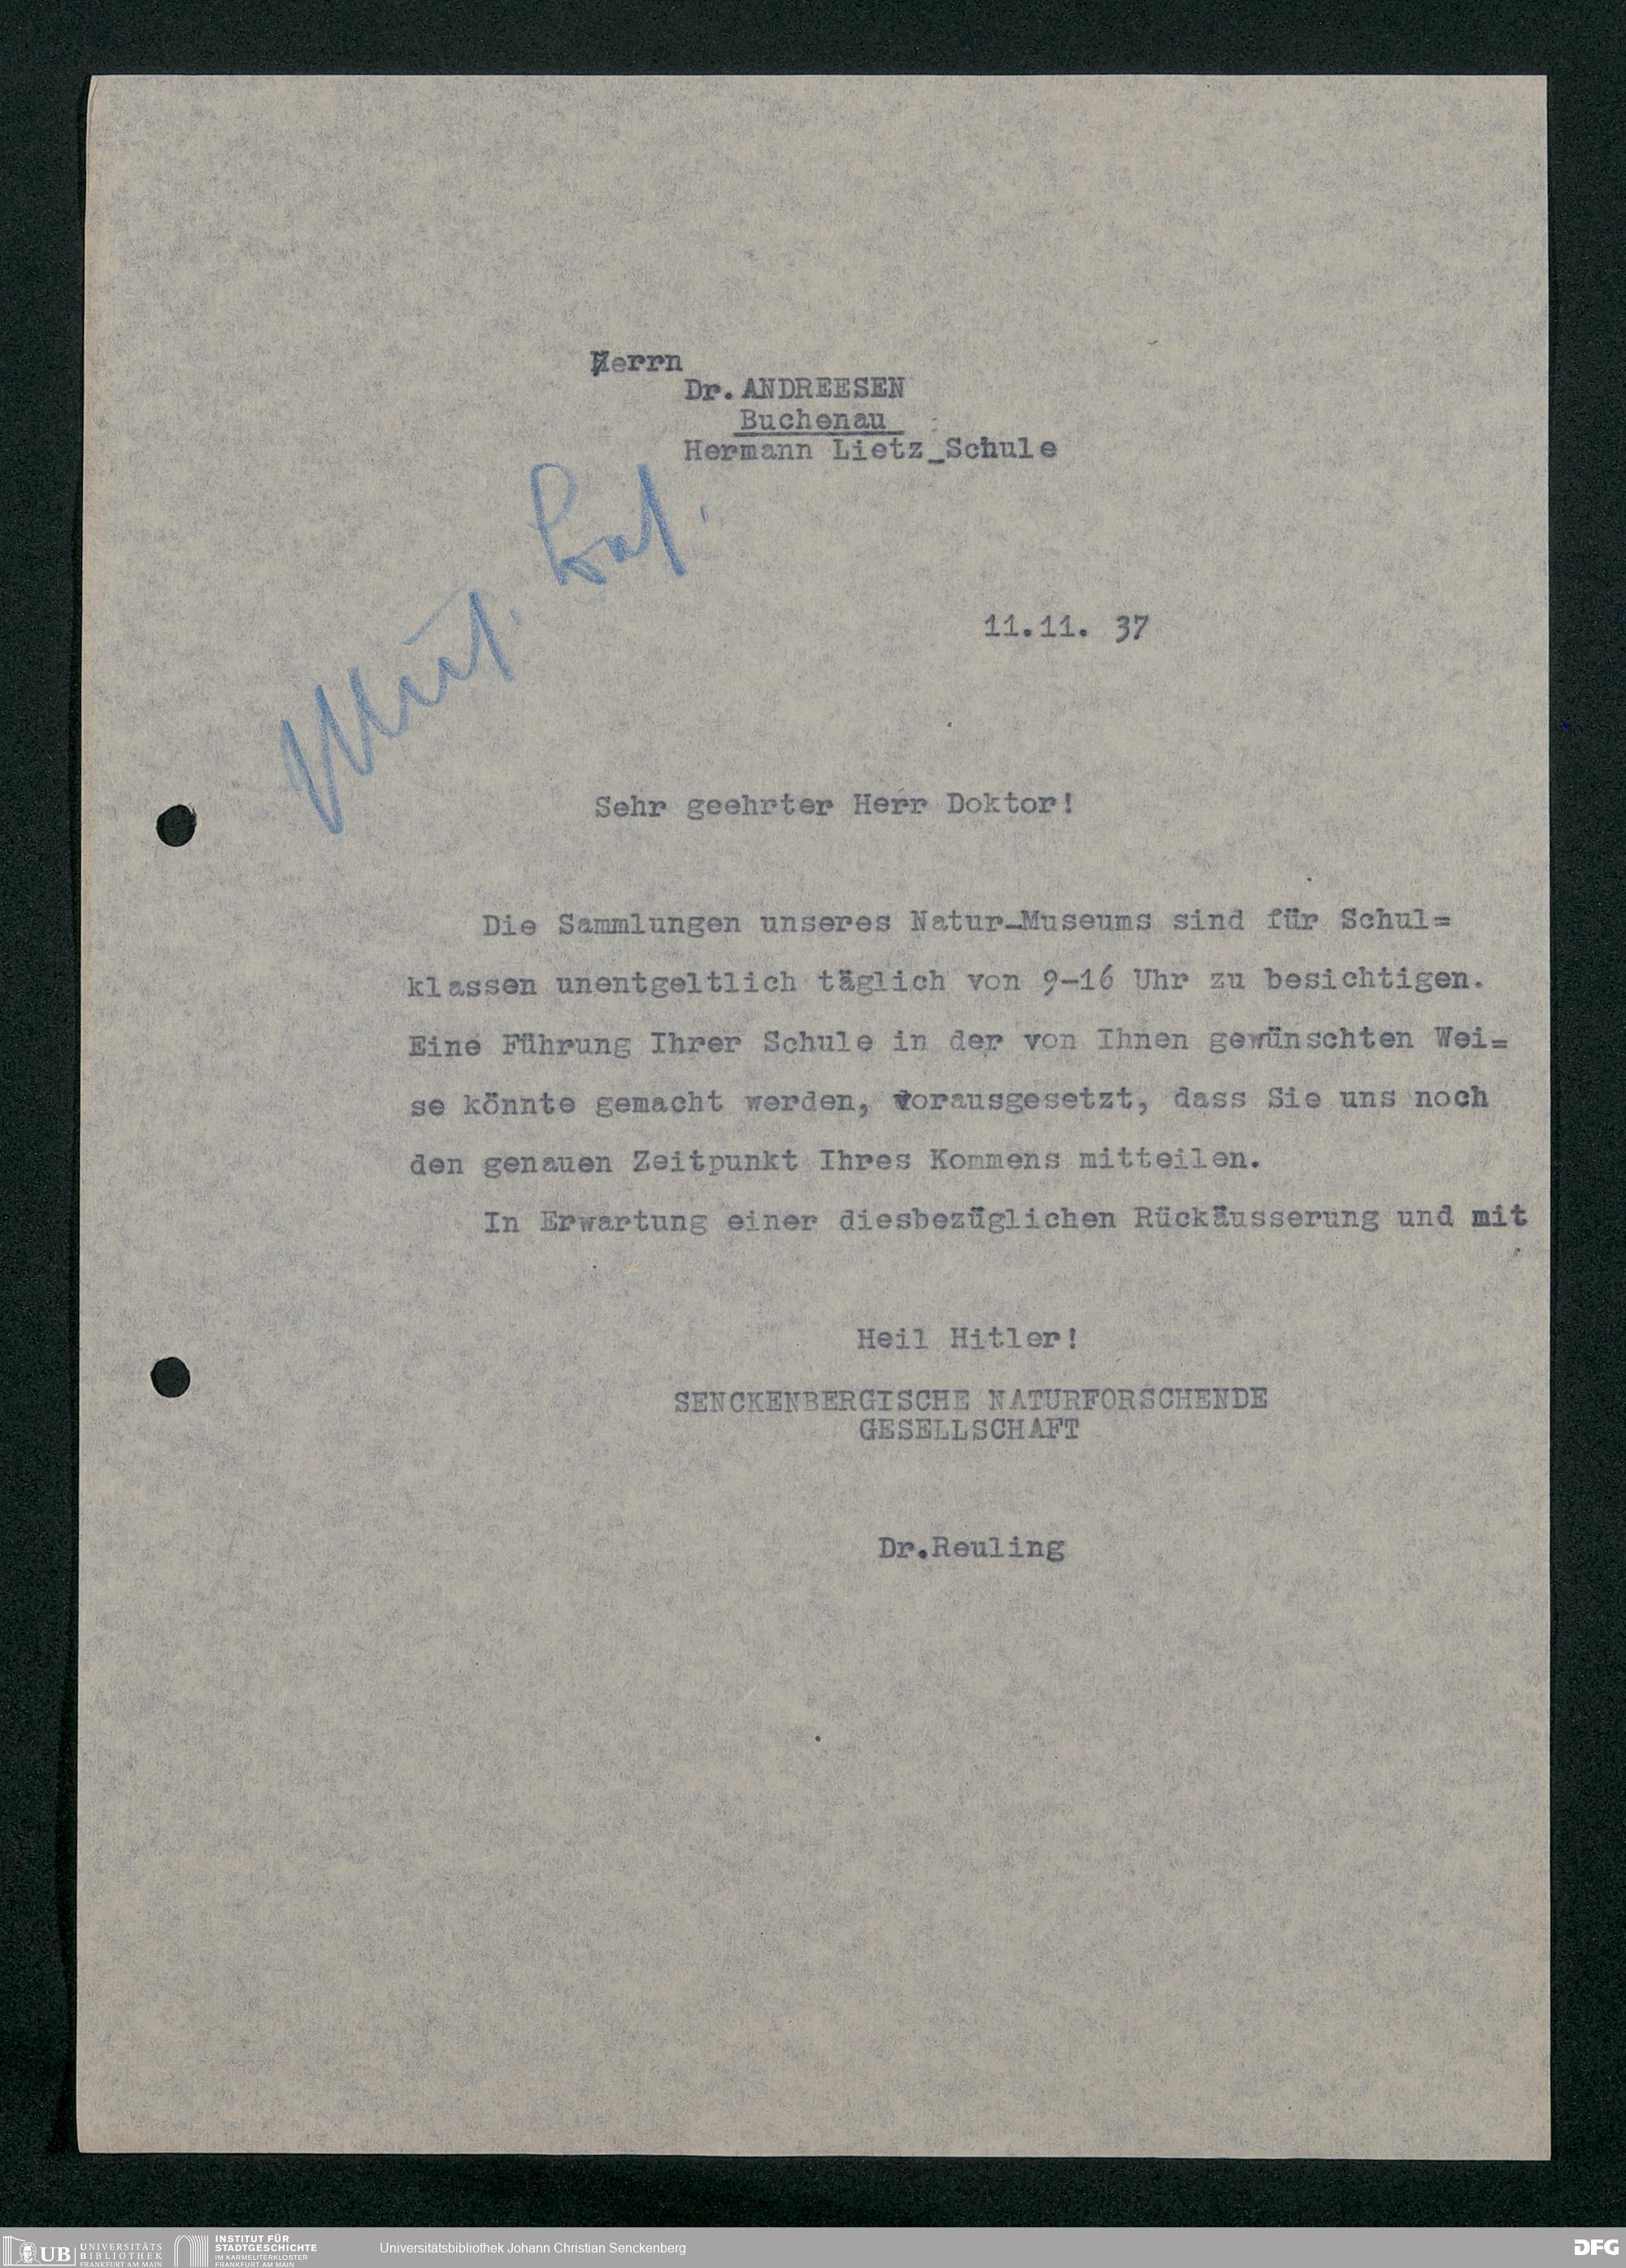 Herrn
Dr. ANDREESEN
Buchenau
Hermann Lietz_Schule
11.11. 37
Sehr geehrter Herr Doktor!
Die Sammlungen unseres Natur-Museums sind für Schul=
klassen unentgeltlich täglich von 9-16 Uhr zu besichtigen.
Eine Führung Ihrer Schule in der von Ihnen gewünschten Wei=
se könnte gemacht werden, vorausgesetzt, dass Sie uns noch
den genauen Zeitpunkt Ihres Kommens mitteilen.
In Erwartung einer diesbezüglichen Rückäusserung und mit
Heil Hitler!
SENCKENBERGISCHE NATURFORSCHENDE
GESELLSCHAFT
Dr.Reuling
UB
UNIVERSITÄTS
BIBLIOTHEK
FRANKFURT AM MAIN
INSTITUT FÜR
STADTGESCHICHTE
IM KARMELITERKLOSTER
FRANKFURT AM MAIN
Universitätsbibliothek Johann Christian Senckenberg
DFG